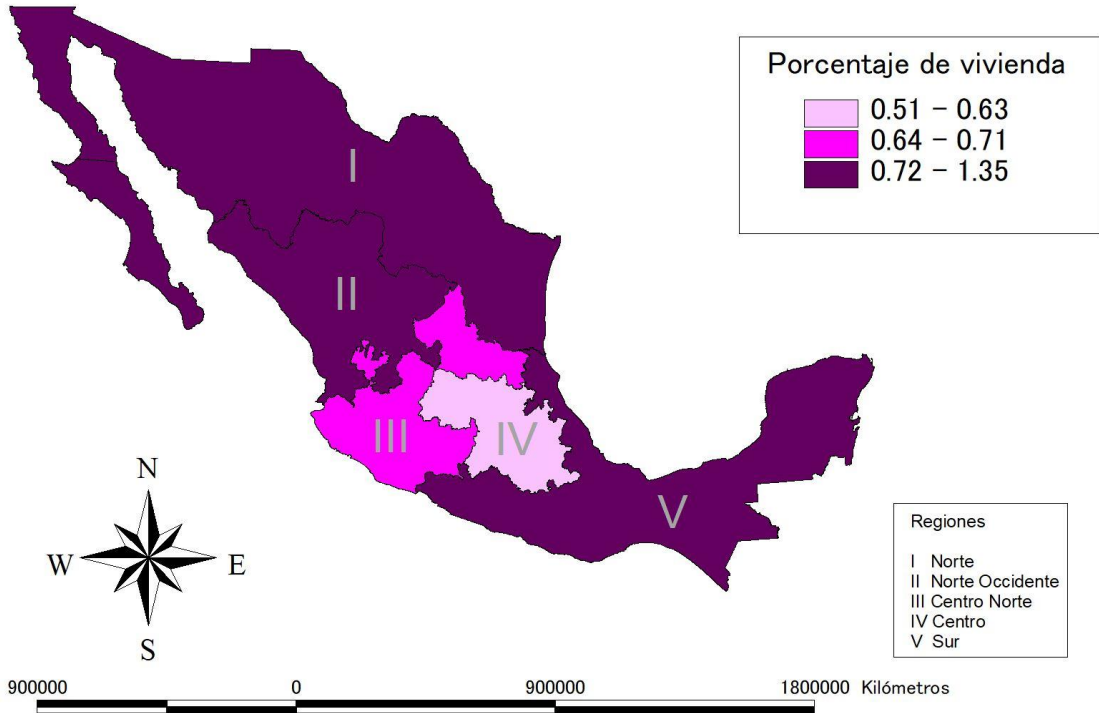 Porcentaje de vivienda
0.51 - 0.63
0.64 - 0.71
0.72 - 1.35
I
II
III
IV
V
N
W
E
S
Regiones
I Norte
II Norte Occidente
III Centro Norte
IV Centro
V Sur
900000 0 900000 1800000 Kilómetros